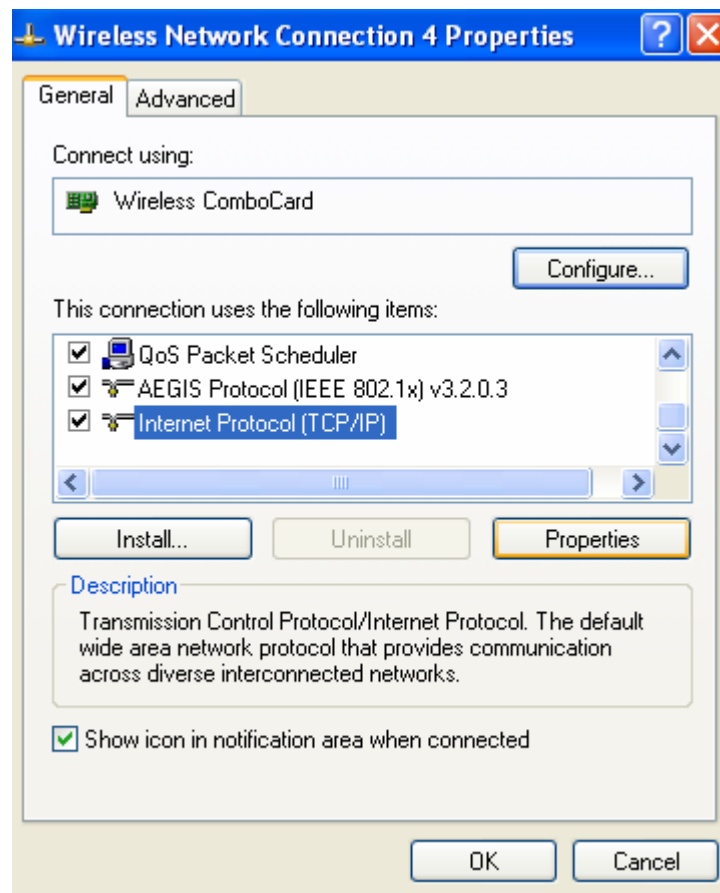 Wireless Network Connection 4 Properties
General
Advanced
Connect using:
Wireless ComboCard
Configure...
This connection uses the following items:
QoS Packet Scheduler
AEGIS Protocol (IEEE 802.1x) v3.2.0.3
Internet Protocol (TCP/IP)
Install...
Uninstall
Properties
Description
Transmission Control Protocol/Internet Protocol. The default
wide area network protocol that provides communication
across diverse interconnected networks.
Show icon in notification area when connected
OK
Cancel